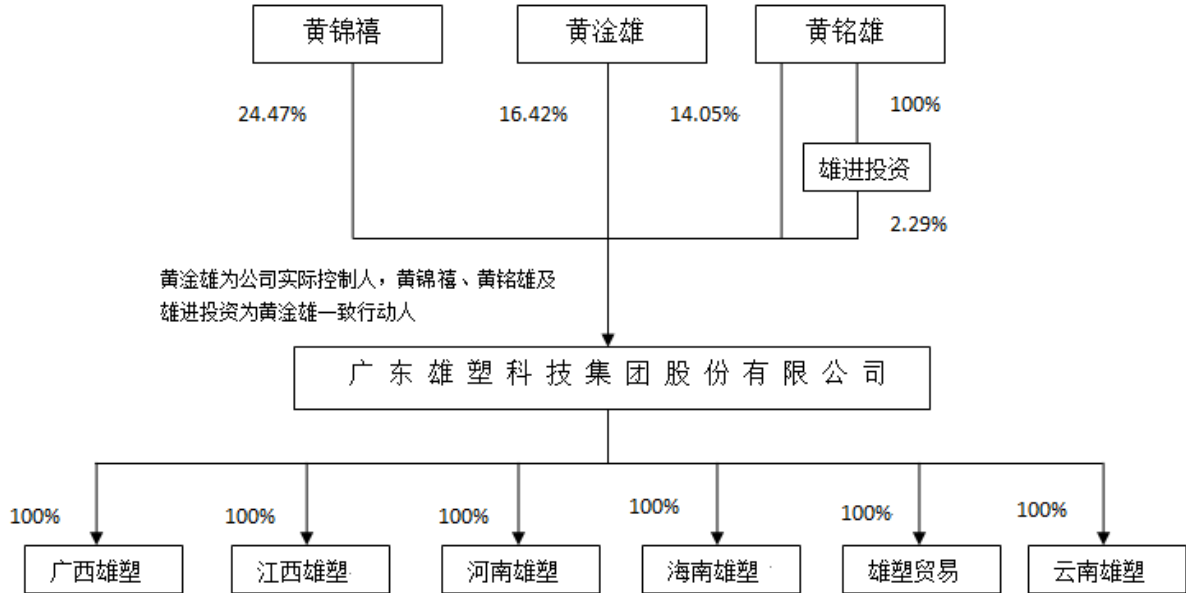 黄锦禧
黄淦雄
黄铭雄
24.47%
16.42%
14.05%
100%
雄进投资
2.29%
黄淦雄为公司实际控制人，黄锦禧、黄铭雄及
雄进投资为黄淦雄一致行动人
广东雄塑科技集团股份有限公司
100%
100%
100%
100%
100%
100%
广西雄塑
江西雄塑
河南雄塑
海南雄塑
雄塑贸易
云南雄塑